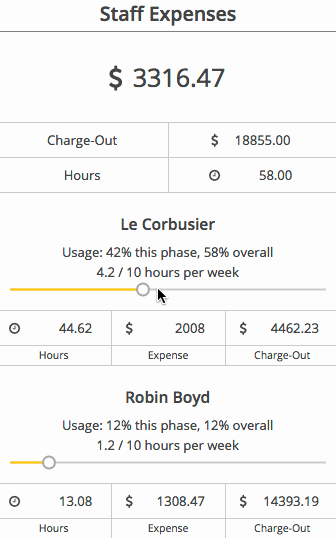 Staff Expenses
$ 3316.47
Charge-Out $ 18855.00
Hours 58.00
Le Corbusier
Usage: 42% this phase, 58% overall
4.2 / 10 hours per week
44.62 $ 2008 $ 4462.23
Hours Expense Charge-Out
Robin Boyd
Usage: 12% this phase, 12% overall
1.2 / 10 hours per week
13.08 $ 1308.47 $ 14393.19
Hours Expense Charge-Out